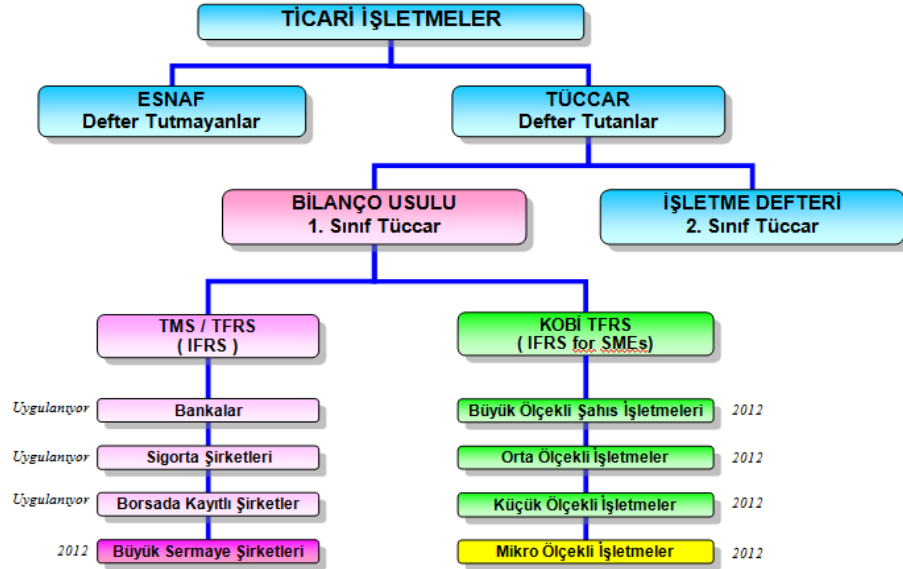 TİCARİ İŞLETMELER
ESNAF
Defter Tutmayanlar
TÜCCAR
Defter Tutanlar
BİLANÇO USULU
1. Sınıf Tüccar
İŞLETME DEFTERİ
2. Sınıf Tüccar
TMS / TFRS
( IFRS )
KOBİ TFRS
( IFRS for SMEs)
Uygulanıyor
Bankalar
Büyük Ölçekli Şahıs İşletmeleri
2012
Uygulanıyor
Sigorta Şirketleri
Orta Ölçekli İşletmeler
2012
Uygulanıyor
Borsada Kayıtlı Şirketler
Küçük Ölçekli İşletmeler
2012
2012
Büyük Sermaye Şirketleri
Mikro Ölçekli İşletmeler
2012